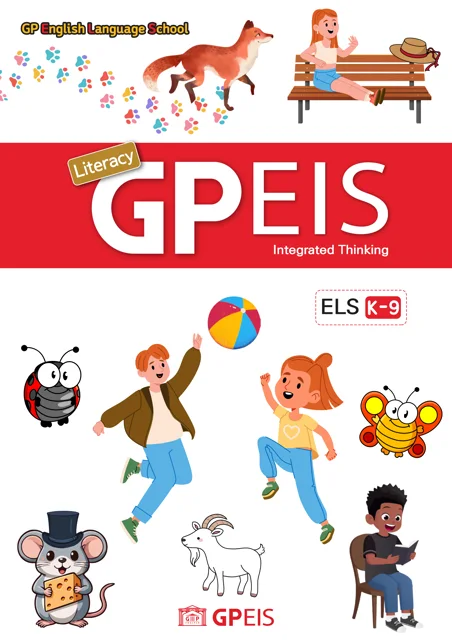 GP English Language School
Literacy
GPEIS
Integrated Thinking
ELS K-9
GPEIS